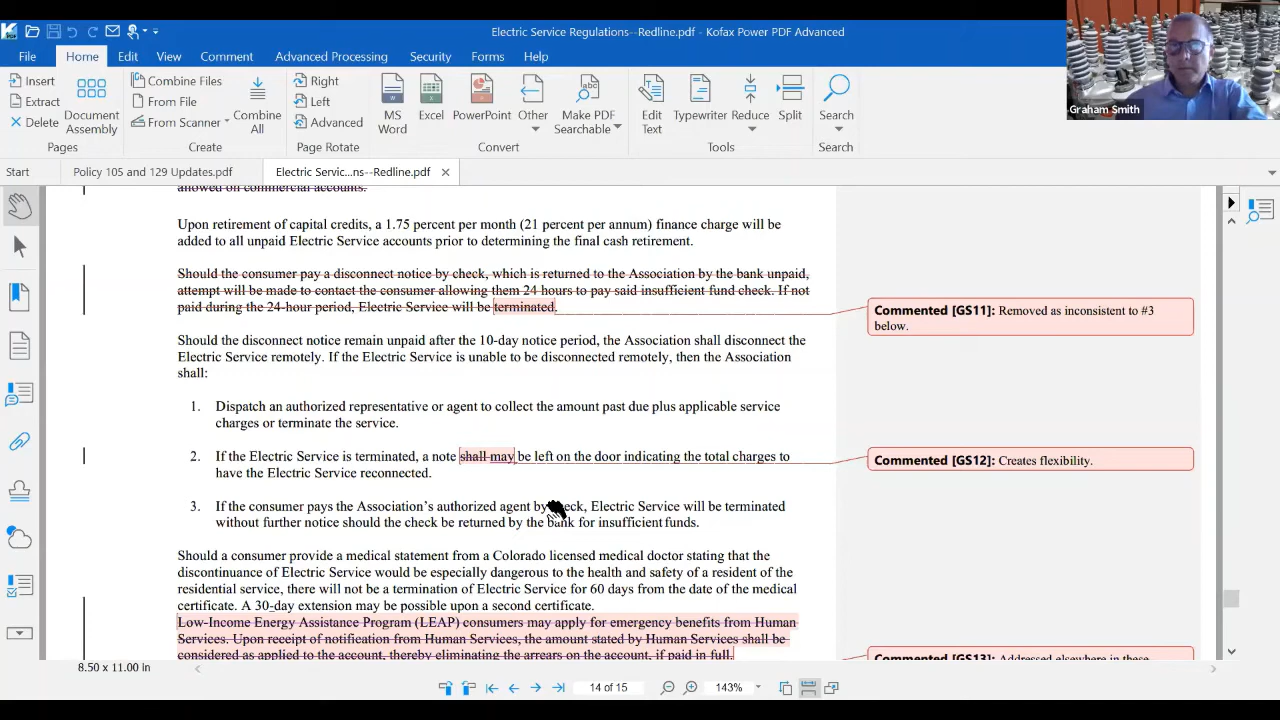 Electric Service Regulations--Redline.pdf - Kofax Power PDF Advanced
File Home Edit View Comment Advanced Processing Security Forms Help
Insert
Extract
Delete
Pages
Document
Assembly
Combine Files
From File
From Scanner
Create
Combine
All
Right
Left
Advanced
Page Rotate
MS
Word
Excel
PowerPoint
Other
Make PDF
Searchable
Convert
Edit
Text
Typewriter
Reduce
Split
Tools
Search
Search
Graham Smith
Start Policy 105 and 129 Updates.pdf Electric Servic...ns--Redline.pdf
allowed on commercial accounts.
Upon retirement of capital credits, a 1.75 percent per month (21 percent per annum) finance charge will be
added to all unpaid Electric Service accounts prior to determining the final cash retirement.
Should the consumer pay a disconnect notice by check, which is returned to the Association by the bank unpaid,
attempt will be made to contact the consumer allowing them 24 hours to pay said insufficient fund check. If not
paid during the 24-hour period, Electric Service will be terminated.
Commented [GS11]: Removed as inconsistent to #3
below.
Should the disconnect notice remain unpaid after the 10-day notice period, the Association shall disconnect the
Electric Service remotely. If the Electric Service is unable to be disconnected remotely, then the Association
shall:
1. Dispatch an authorized representative or agent to collect the amount past due plus applicable service
charges or terminate the service.
2. If the Electric Service is terminated, a note shall may be left on the door indicating the total charges to
have the Electric Service reconnected.
Commented [GS12]: Creates flexibility.
3. If the consumer pays the Association's authorized agent by check, Electric Service will be terminated
without further notice should the check be returned by the bank for insufficient funds.
Should a consumer provide a medical statement from a Colorado licensed medical doctor stating that the
discontinuance of Electric Service would be especially dangerous to the health and safety of a resident of the
residential service, there will not be a termination of Electric Service for 60 days from the date of the medical
certificate. A 30-day extension may be possible upon a second certificate.
Low-Income Energy Assistance Program (LEAP) consumers may apply for emergency benefits from Human
Services. Upon receipt of notification from Human Services, the amount stated by Human Services shall be
considered as applied to the account, thereby eliminating the arrears on the account, if paid in full.
Commented [GS13]: Addressed elsewhere in these
8.50 x 11.00 in
14 of 15
143%